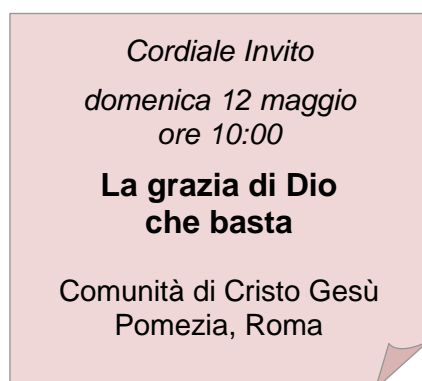 Cordiale Invito
domenica 12 maggio
ore 10:00
La grazia di Dio
che basta
Comunità di Cristo Gesù
Pomezia, Roma